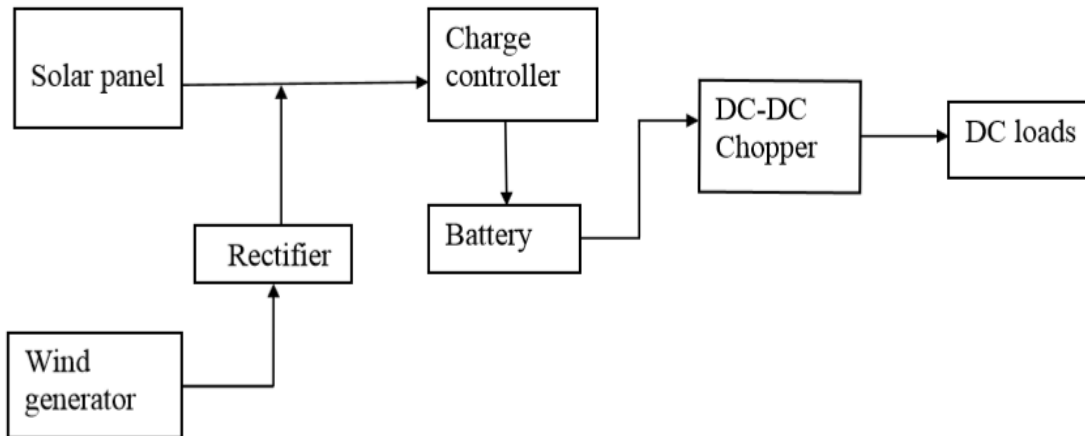 Solar panel
Charge
controller
DC-DC
Chopper
DC loads
Battery
Rectifier
Wind
generator